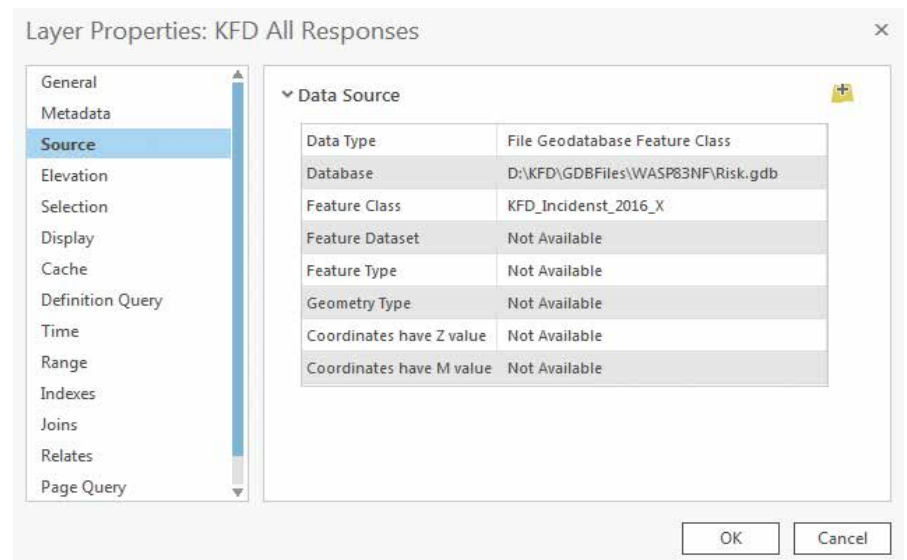 Layer Properties: KFD All Responses
General
Metadata
Source
Elevation
Selection
Display
Cache
Definition Query
Time
Range
Indexes
Joins
Relates
Page Query
Data Source
Data Type File Geodatabase Feature Class
Database D:\KFD\GDBFiles\WASP83NF\Risk.gdb
Feature Class KFD_Incidenst_2016_X
Feature Dataset Not Available
Feature Type Not Available
Geometry Type Not Available
Coordinates have Z value Not Available
Coordinates have M value Not Available
OK Cancel